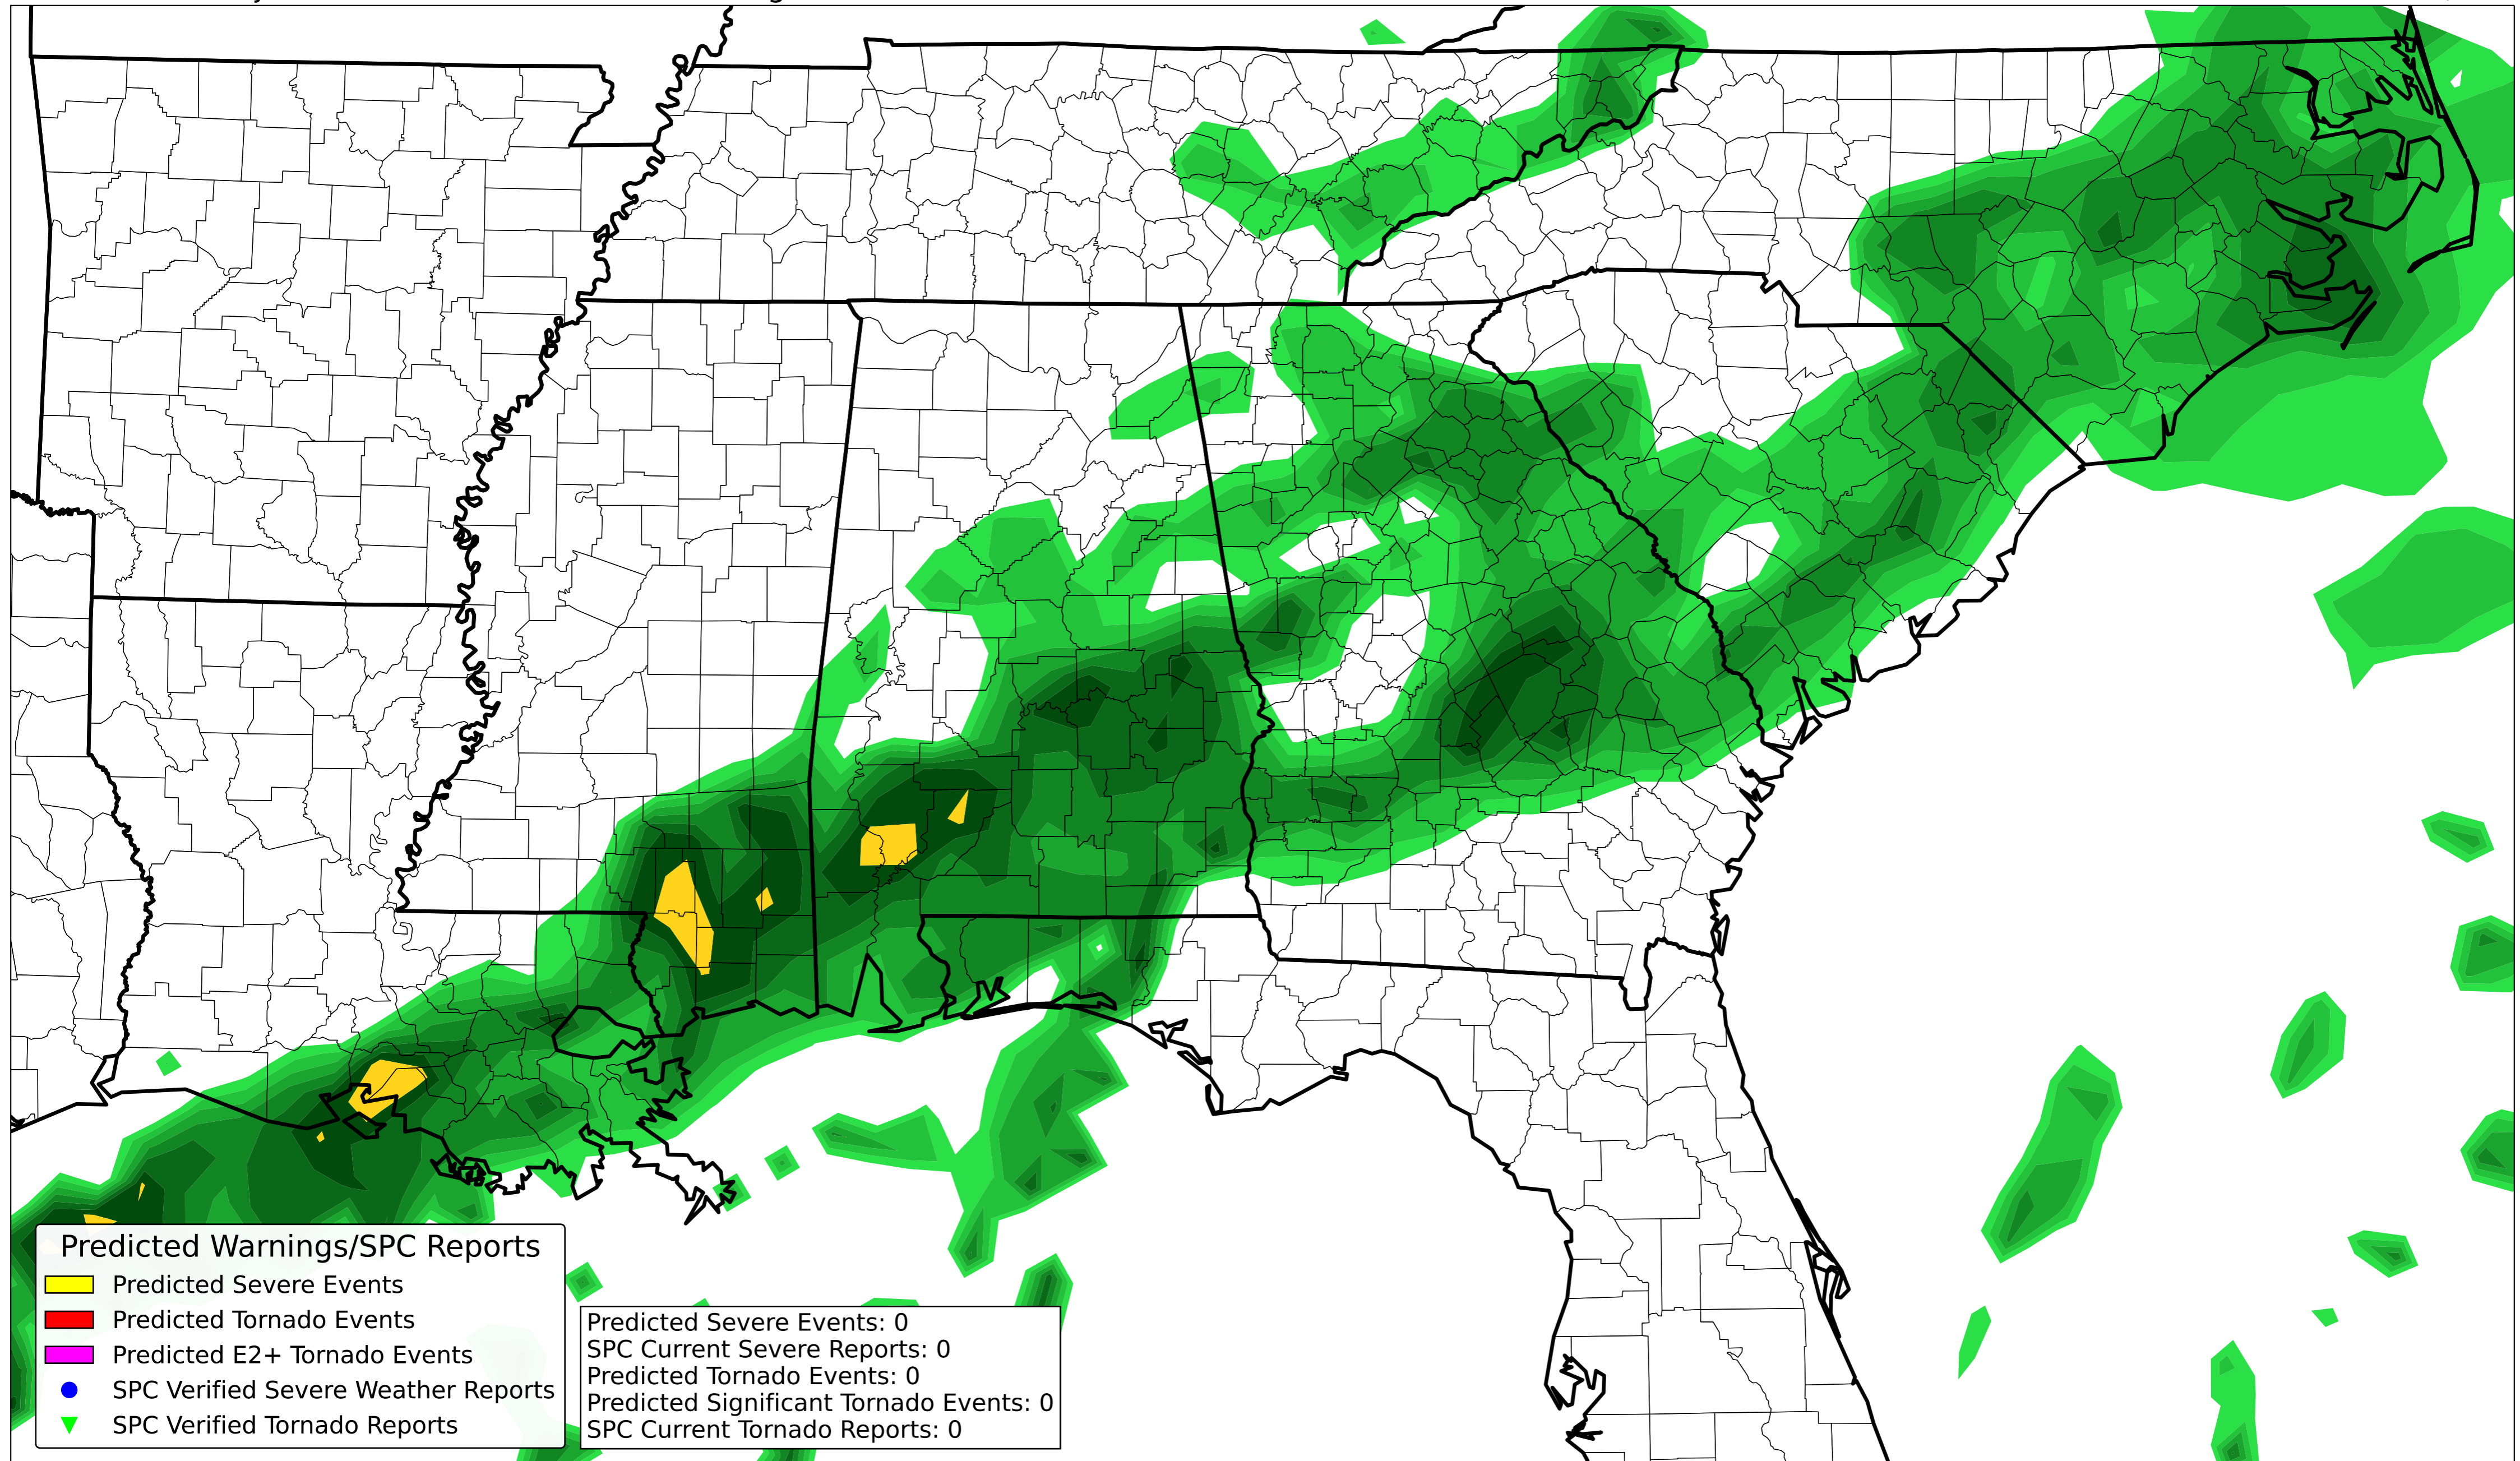 Predicted Warnings/SPC Reports
Predicted Severe Events
Predicted Tornado Events
Predicted E2+ Tornado Events
SPC Verified Severe Weather Reports
SPC Verified Tornado Reports
Predicted Severe Events: 0
SPC Current Severe Reports: 0
Predicted Tornado Events: 0
Predicted Significant Tornado Events: 0
SPC Current Tornado Reports: 0